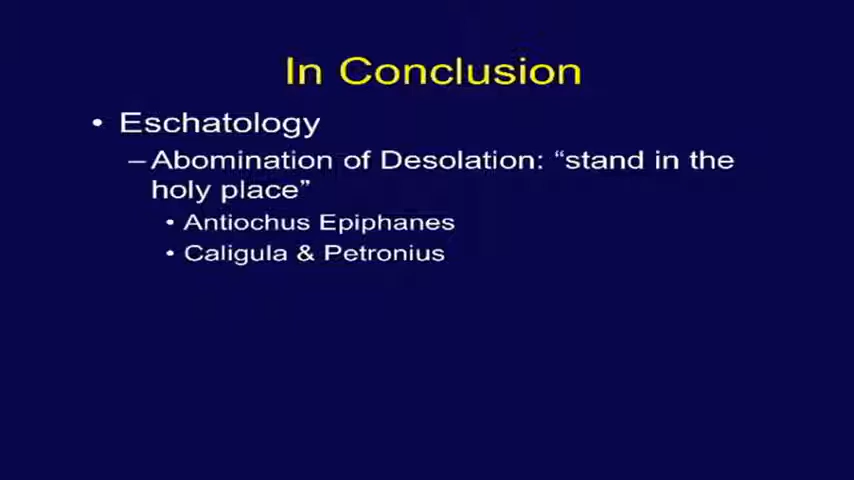 In Conclusion
• Eschatology
– Abomination of Desolation: “stand in the
holy place”
• Antiochus Epiphanes
• Caligula & Petronius